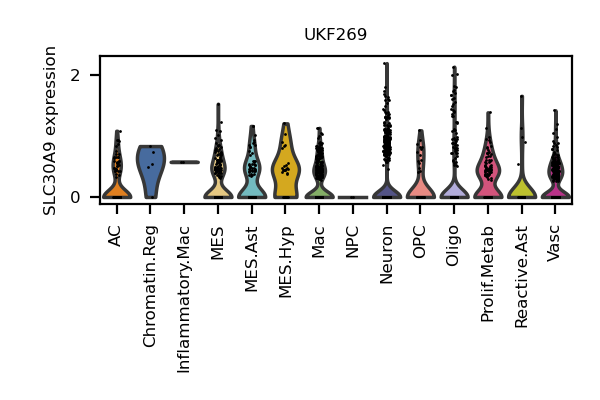 UKF269
SLC30A9 expression
2
0
AC
Chromatin.Reg
Inflammatory.Mac
MES
MES.Ast
MES.Hyp
Mac
NPC
Neuron
OPC
Oligo
Prolif.Metab
Reactive.Ast
Vasc